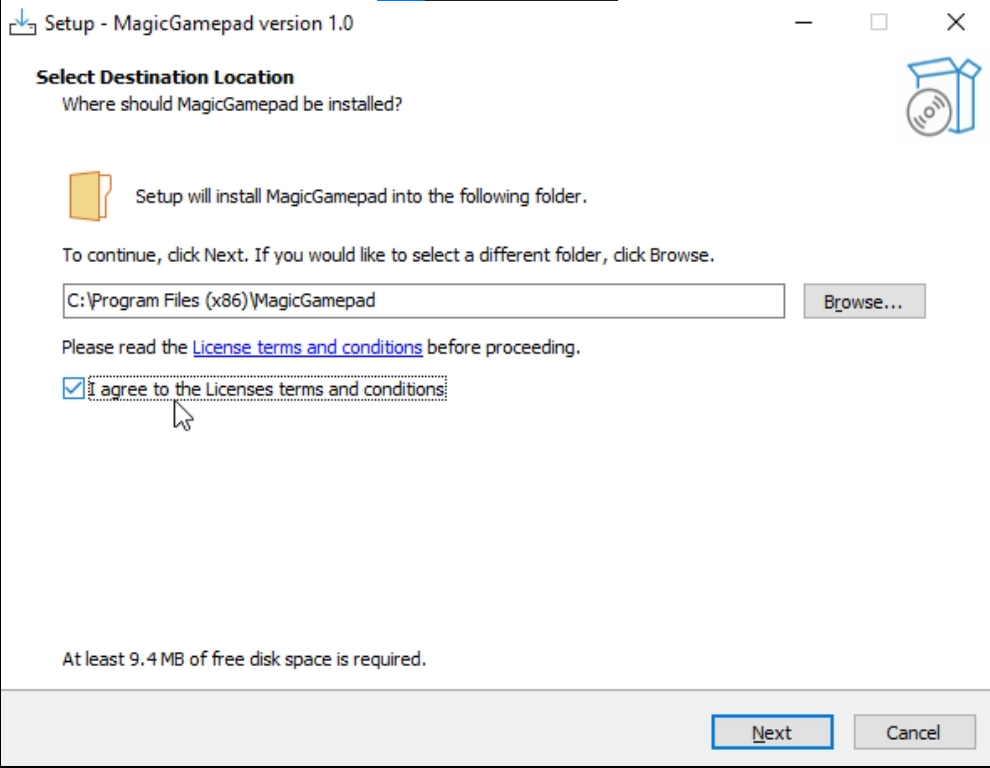 Setup - MagicGamepad version 1.0
Select Destination Location
Where should MagicGamepad be installed?
Setup will install MagicGamepad into the following folder.
To continue, click Next. If you would like to select a different folder, click Browse.
C:\Program Files (x86)\MagicGamepad
Browse...
Please read the License terms and conditions before proceeding.
I agree to the Licenses terms and conditions
At least 9.4 MB of free disk space is required.
Next
Cancel